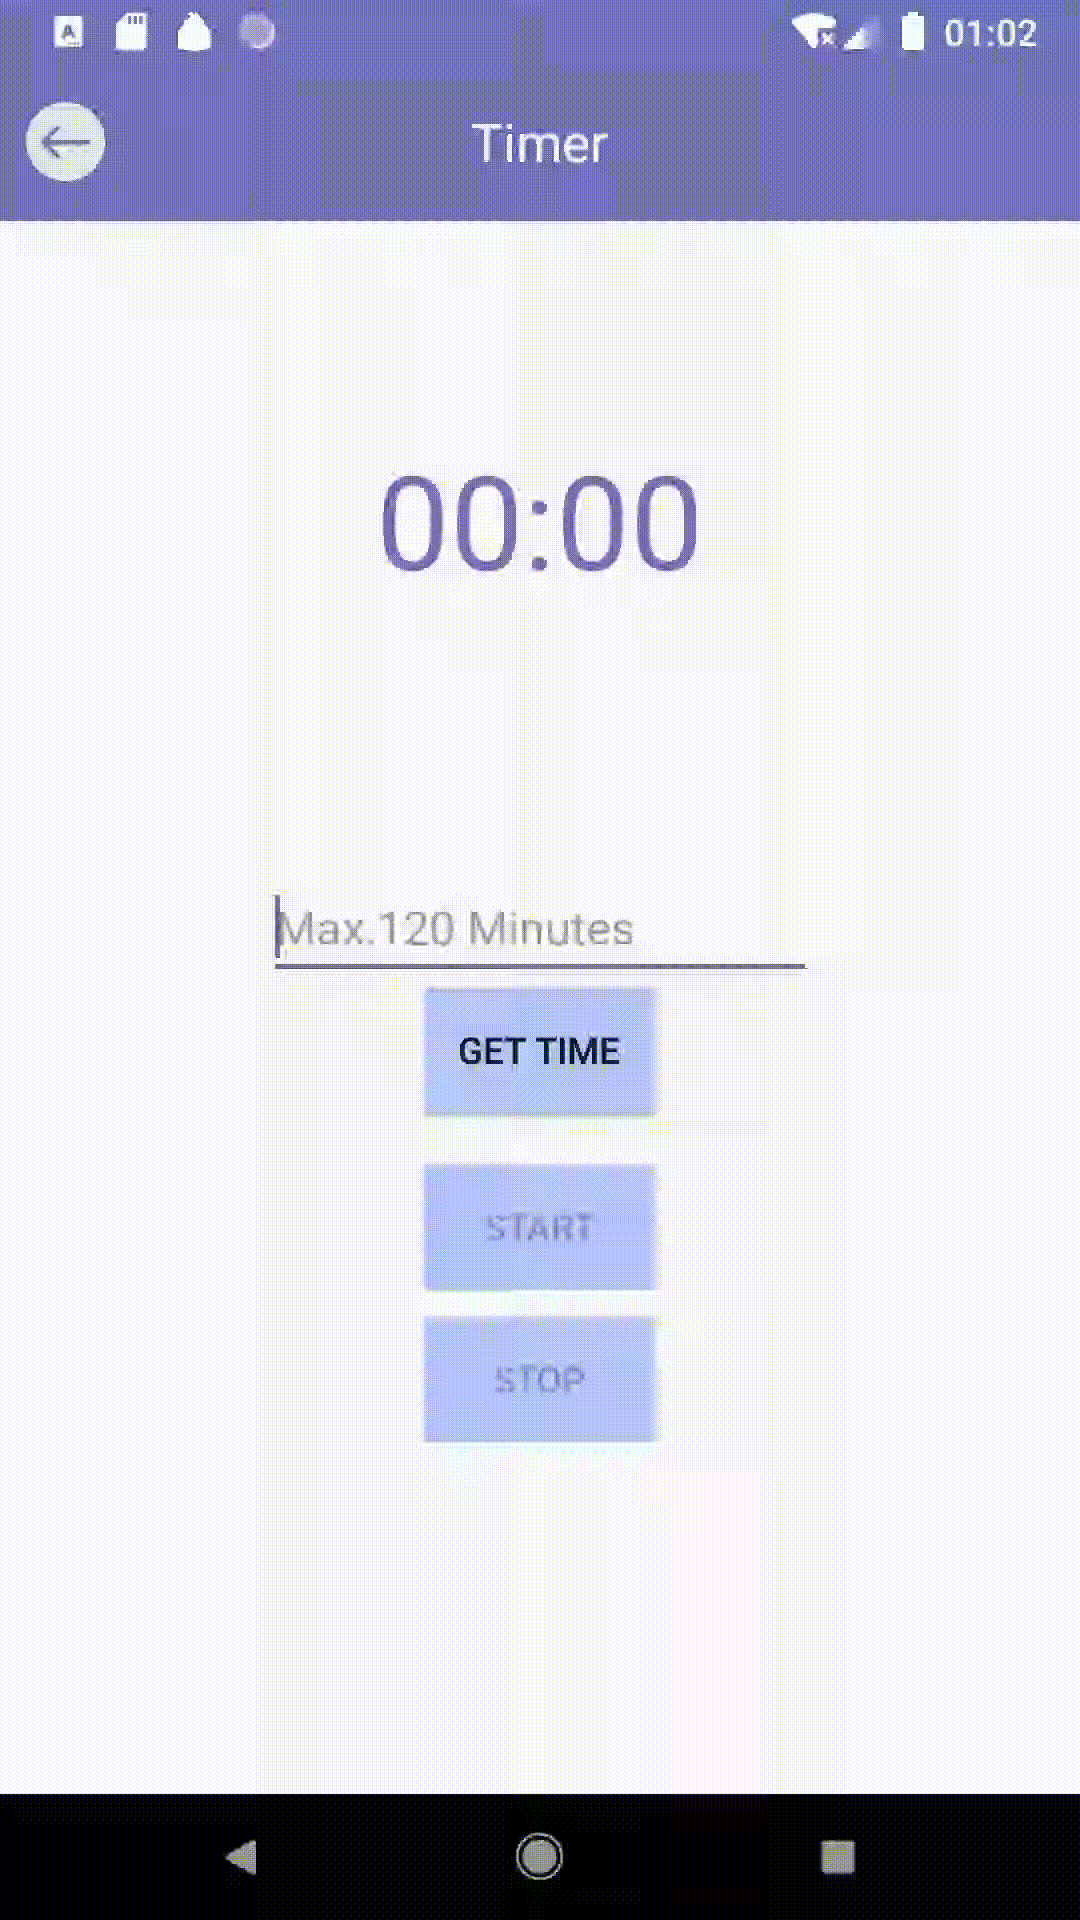 01:02
Timer
00:00
Max.120 Minutes
GET TIME
START
STOP